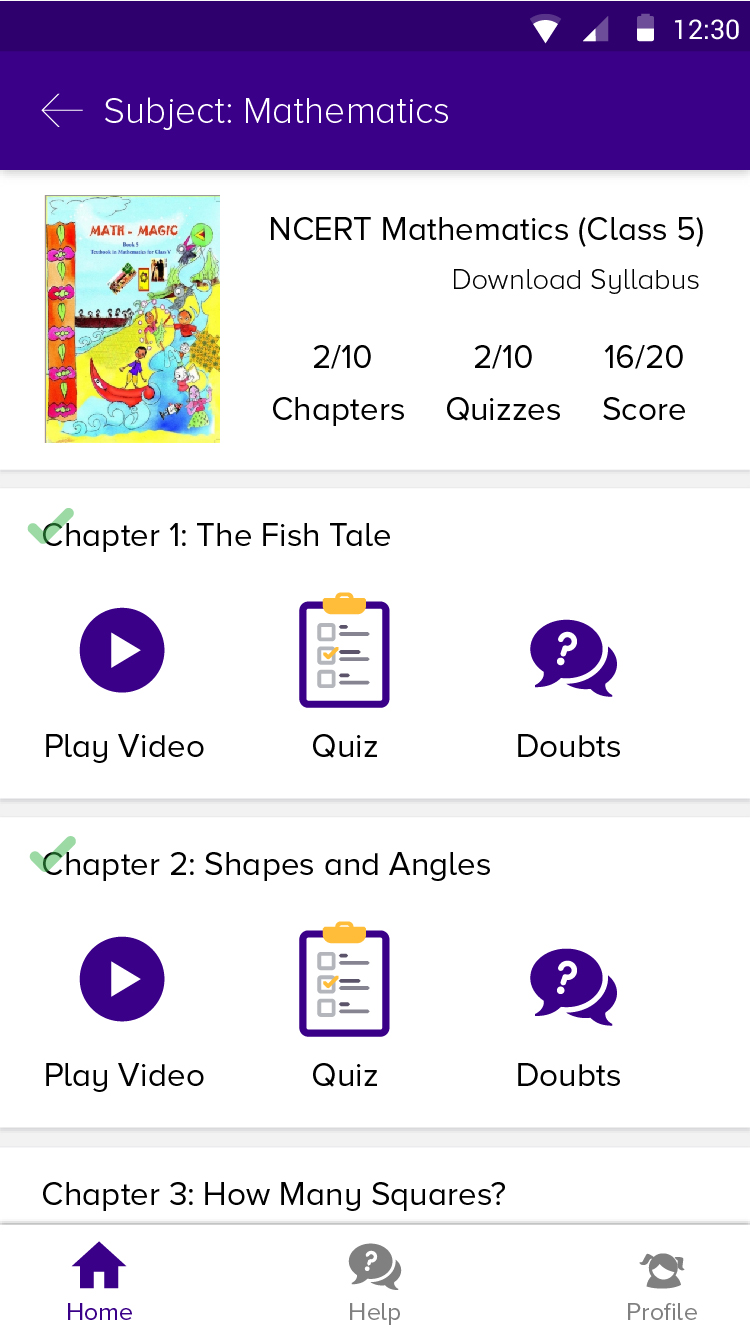 12:30
Subject: Mathematics
MATH - MAGIC
Book 5
Textbook in Mathematics for Class V
NCERT Mathematics (Class 5)
Download Syllabus
2/10 2/10 16/20
Chapters Quizzes Score
Chapter 1: The Fish Tale
Play Video Quiz Doubts
Chapter 2: Shapes and Angles
Play Video Quiz Doubts
Chapter 3: How Many Squares?
Home Help Profile